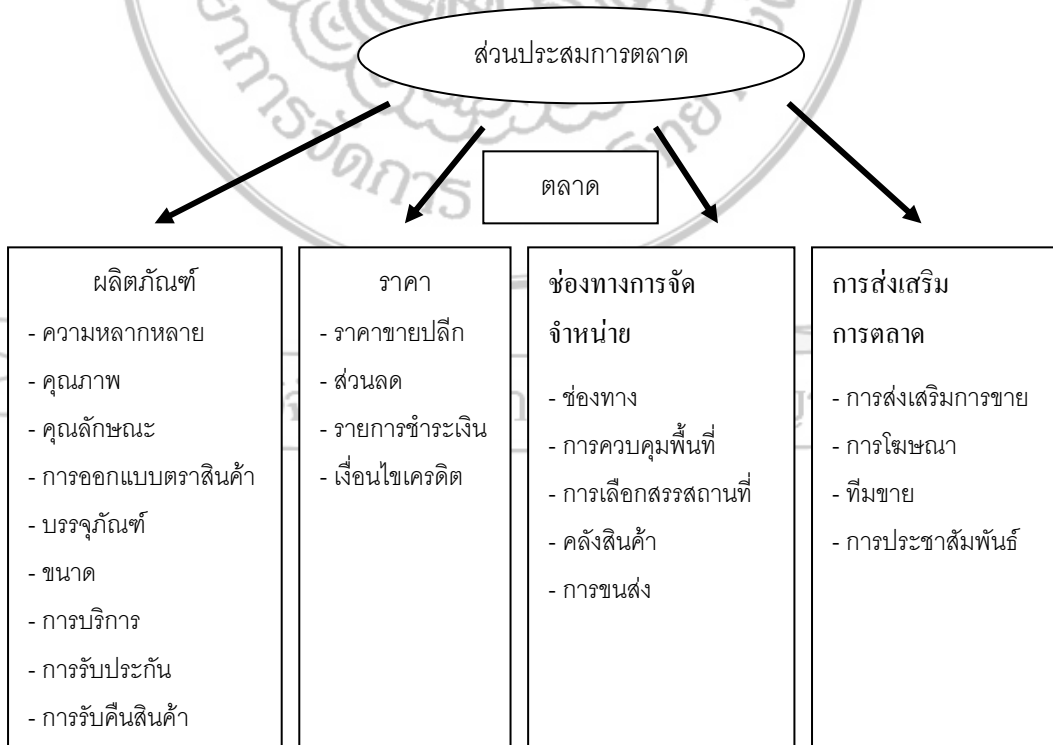 ส่วนประสมการตลาด
ตลาด
ผลิตภัณฑ์
- ความหลากหลาย
- คุณภาพ
- คุณลักษณะ
- การออกแบบตราสินค้า
- บรรจุภัณฑ์
- ขนาด
- การบริการ
- การรับประกัน
- การรับคืนสินค้า
ราคา
- ราคาขายปลีก
- ส่วนลด
- รายการชำระเงิน
- เงื่อนไขเครดิต
ช่องทางการจัด
จำหน่าย
- ช่องทาง
- การควบคุมพื้นที่
- การเลือกสรรสถานที่
- คลังสินค้า
- การขนส่ง
การส่งเสริม
การตลาด
- การส่งเสริมการขาย
- การโฆษณา
- ทีมขาย
- การประชาสัมพันธ์
ยาการจัดการ